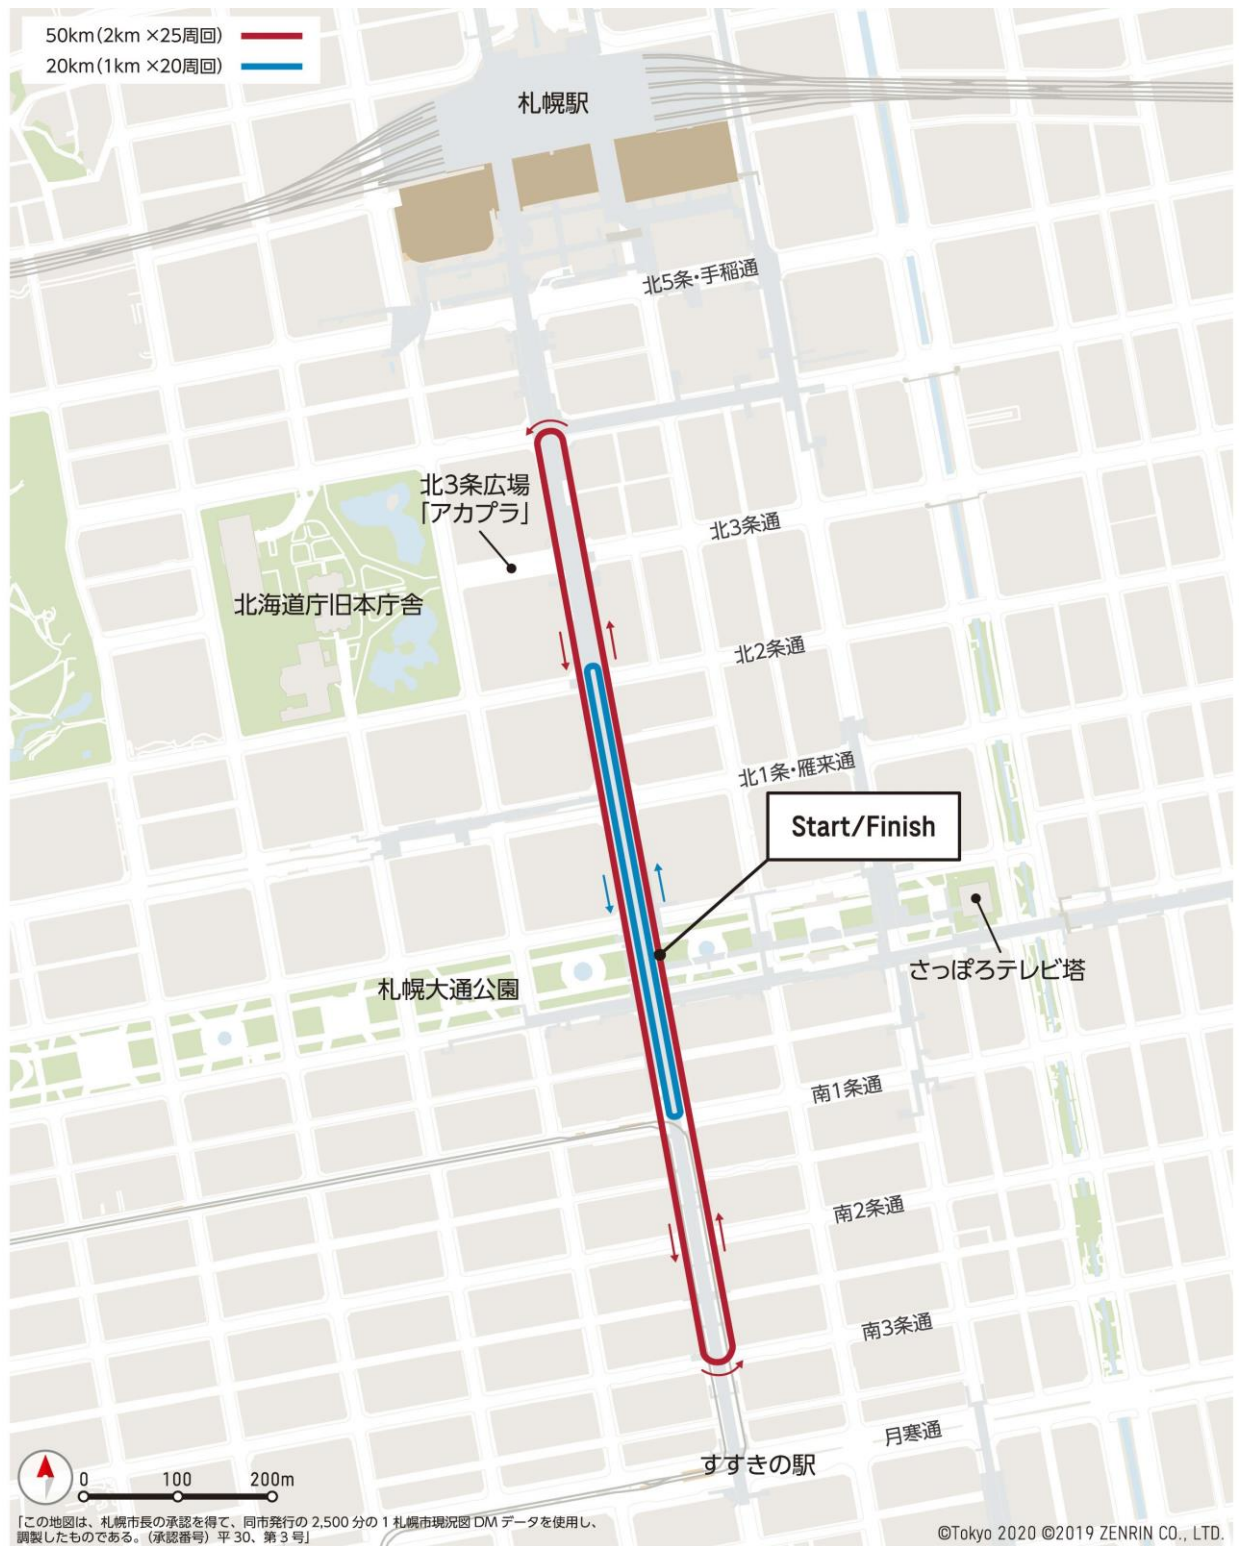 50km(2km ×25周回)
20km(1km ×20周回)
札幌駅
北5条・手稲通
北3条広場
「アカプラ」
北3条通
北海道庁旧本庁舎
北2条通
北1条・雁来通
Start/Finish
さっぽろテレビ塔
札幌大通公園
南1条通
南2条通
南3条通
月寒通
すすきの駅
0 100 200m
「この地図は、札幌市長の承認を得て、同市発行の 2,500 分の 1 札幌市現況図 DM データを使用し、
調製したものである。（承認番号）平 30、第 3 号」
©Tokyo 2020 ©2019 ZENRIN CO., LTD.